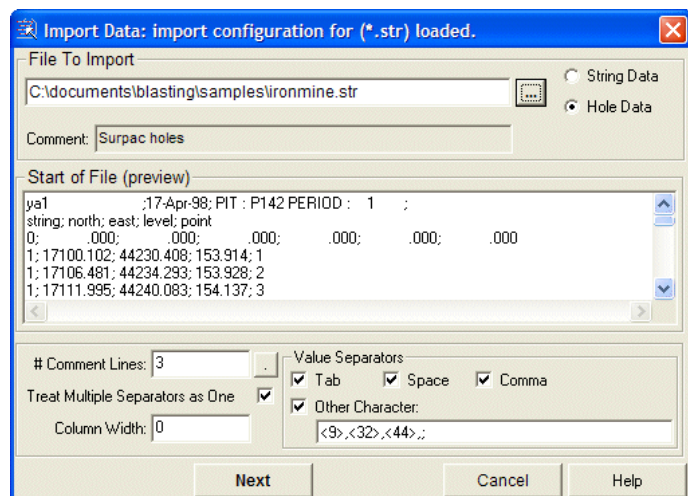 Import Data: import configuration for (*.str) loaded.
File To Import
C:\documents\blasting\samples\ironmine.str
...
String Data
Hole Data
Comment: Surpac holes
Start of File (preview)
ya1 ;17-Apr-98; PIT : P142 PERIOD : 1 ;
string; north; east; level; point
0; .000; .000; .000; .000; .000; .000
1; 17100.102; 44230.408; 153.914; 1
1; 17106.481; 44234.293; 153.928; 2
1; 17111.995; 44240.083; 154.137; 3
# Comment Lines: 3 .
Treat Multiple Separators as One
Column Width: 0
Value Separators
Tab Space Comma
Other Character:
<9>,<32>,<44>,;
Next Cancel Help